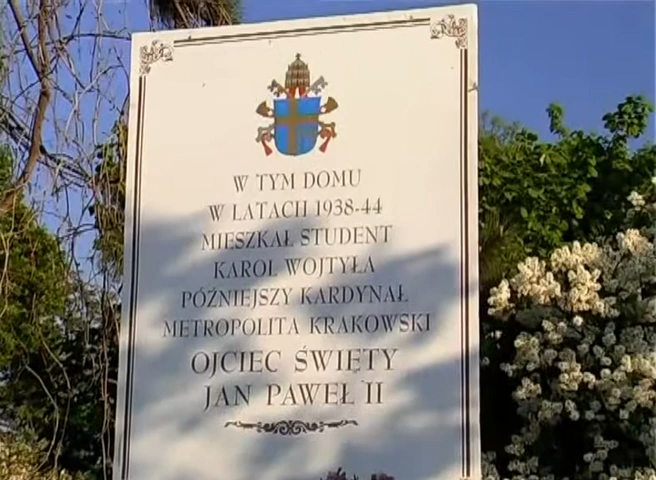 W TYM DOMU
W LATACH 1938-44
MIESZKAŁ STUDENT
KAROL WOJTYŁA
PÓŹNIEJSZY KARDYNAŁ
METROPOLITA KRAKOWSKI
OJCIEC ŚWIĘTY
JAN PAWEŁ II